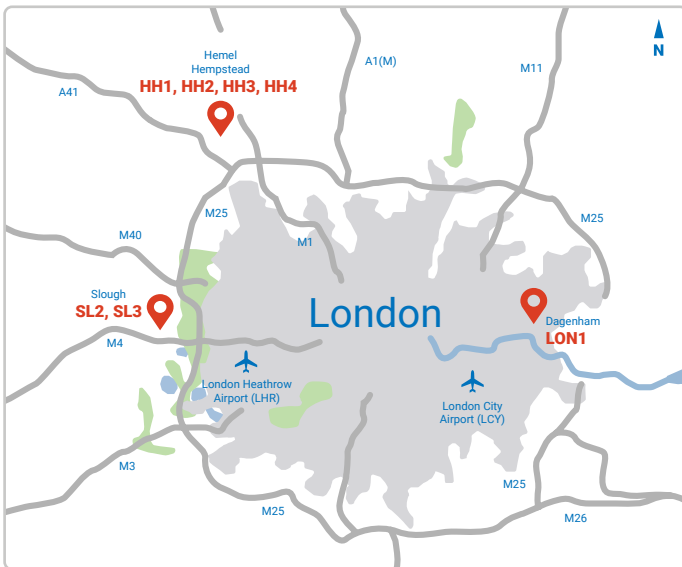 Hemel
Hempstead
HH1, HH2, HH3, HH4
A1(M)
M11
N
A41
M25
M25
M40
M1
Slough
SL2, SL3
London
Dagenham
LON1
M4
London Heathrow
Airport (LHR)
London City
Airport (LCY)
M3
M25
M25
M26